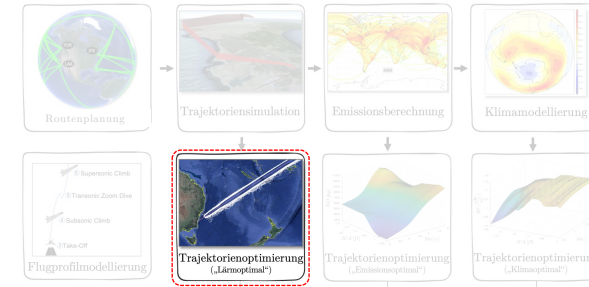 Routenplanung
Trajektoriensimulation
Emissionsberechnung
Klimamodellierung
Supersonic Climb
Transonic Zoom Dive
Subsonic Climb
Take-Off
Flugprofilmodellierung
Trajektorienoptimierung
(„Lärmoptimal“)
Trajektorienoptimierung
(„Emissionsoptimal“)
Trajektorienoptimierung
(„Klimaoptimal“)